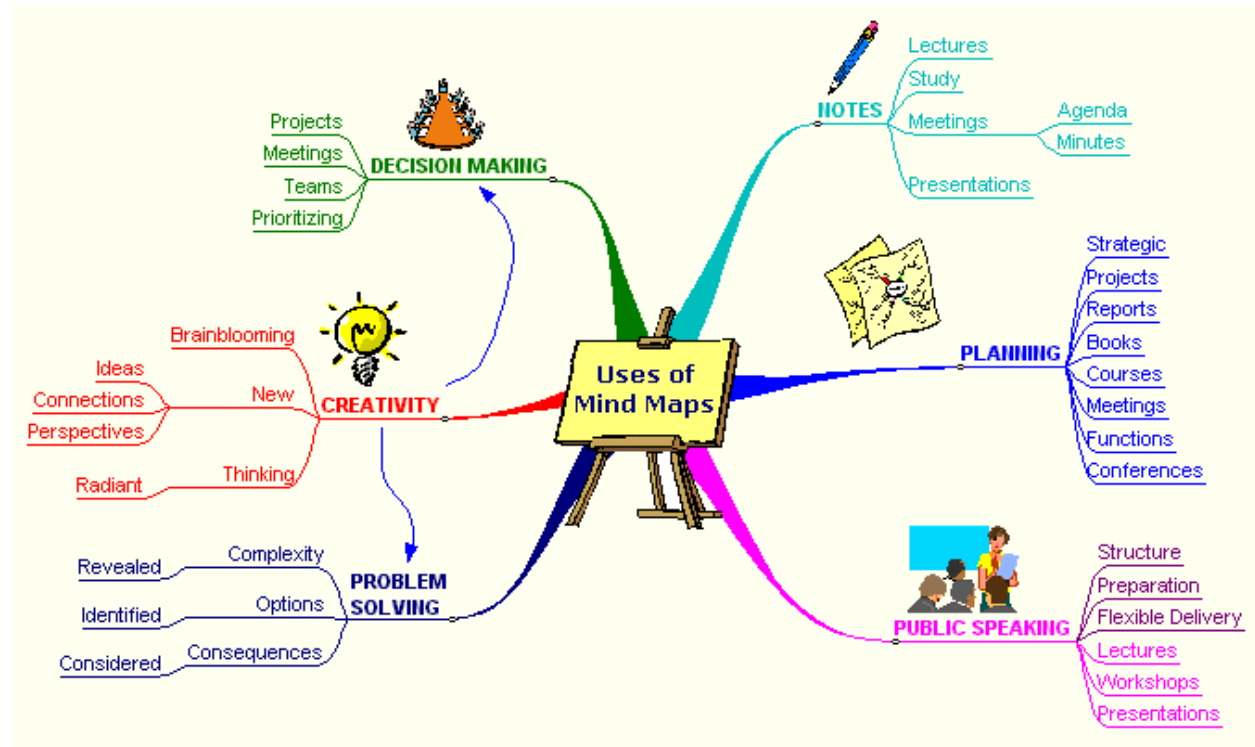 Uses of
Mind Maps
NOTES
Lectures
Study
Meetings
Agenda
Minutes
Presentations
PLANNING
Strategic
Projects
Reports
Books
Courses
Meetings
Functions
Conferences
PUBLIC SPEAKING
Structure
Preparation
Flexible Delivery
Lectures
Workshops
Presentations
DECISION MAKING
Projects
Meetings
Teams
Prioritizing
CREATIVITY
Brainblooming
New
Ideas
Connections
Perspectives
Thinking
Radiant
PROBLEM
SOLVING
Complexity
Revealed
Options
Identified
Consequences
Considered